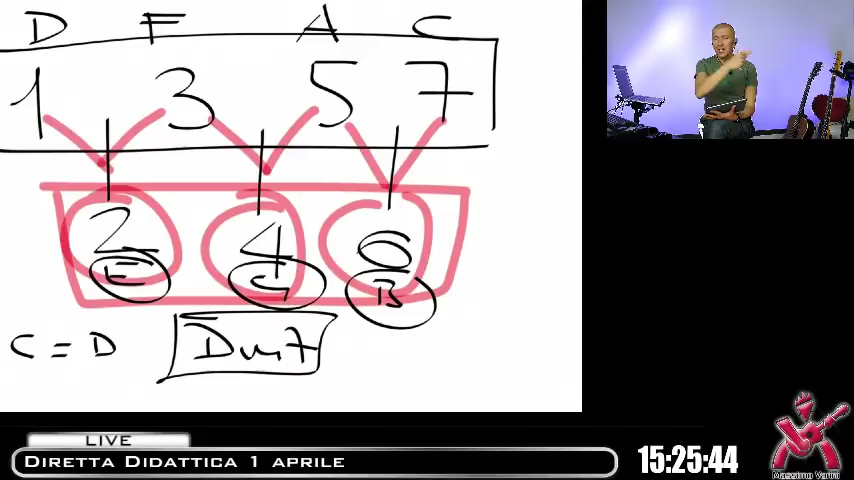 D F A C
1 3 5 7
2 4 6
E G B
C = D Dm7
LIVE
DIRETTA DIDATTICA 1 APRILE
15:25:44
Massimo Varini